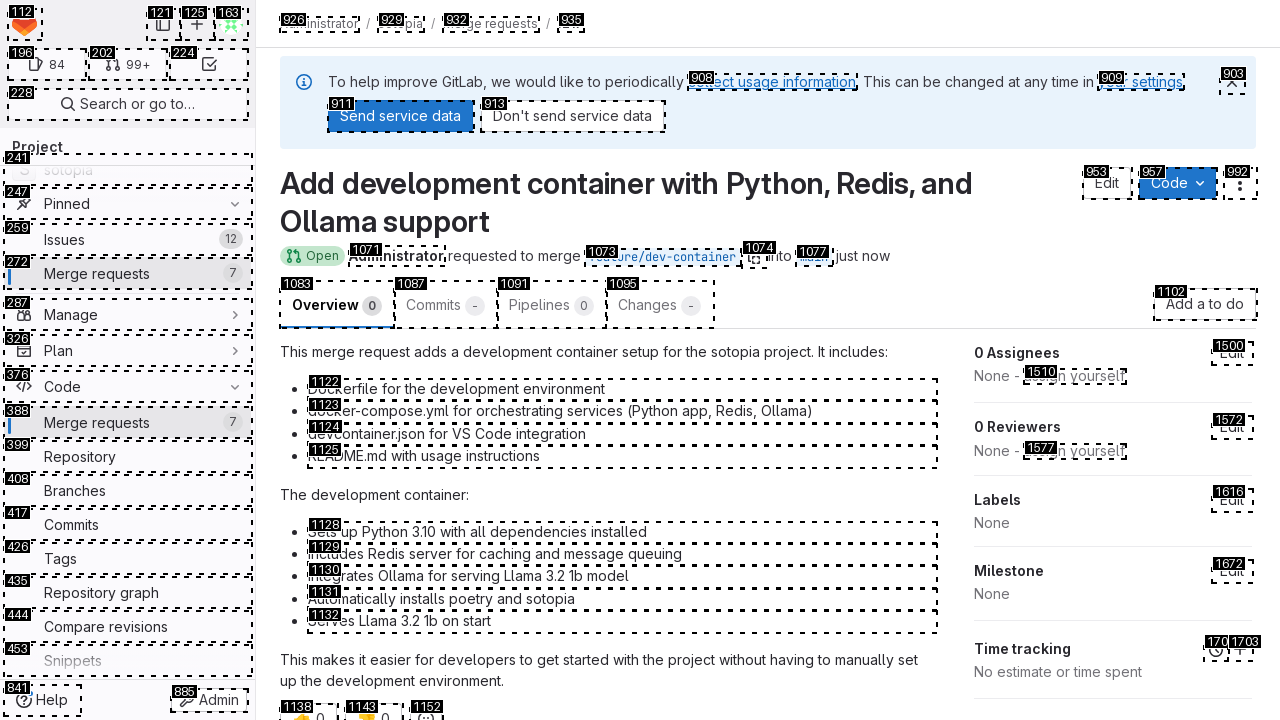 112
121
125
163
196
84
202
99+
224
228
Search or go to…
Project
241
S sotopia
247
Pinned
259
Issues 12
272
Merge requests 7
287
Manage
326
Plan
376
Code
388
Merge requests 7
399
Repository
408
Branches
417
Commits
426
Tags
435
Repository graph
444
Compare revisions
453
Snippets
841
Help
885
Admin
926 / 929 / 932 requests / 935
To help improve GitLab, we would like to periodically 908 collect usage information. This can be changed at any time in 909 your settings.
903
911
Send service data
913
Don't send service data
Add development container with Python, Redis, and
Ollama support
953
Edit
957
Code
992
Open 1071 Administrator requested to merge 1073 feature/dev-container 1074 into 1077 main just now
1083
Overview 0
1087
Commits -
1091
Pipelines 0
1095
Changes -
1102
Add a to do
This merge request adds a development container setup for the sotopia project. It includes:
1122
Dockerfile for the development environment
1123
docker-compose.yml for orchestrating services (Python app, Redis, Ollama)
1124
devcontainer.json for VS Code integration
1125
README.md with usage instructions
The development container:
1128
Sets up Python 3.10 with all dependencies installed
1129
Includes Redis server for caching and message queuing
1130
Integrates Ollama for serving Llama 3.2 1b model
1131
Automatically installs poetry and sotopia
1132
Serves Llama 3.2 1b on start
This makes it easier for developers to get started with the project without having to manually set
up the development environment.
1138
0
1143
0
1152
0 Assignees
1500
Edit
None - 1510 assign yourself
0 Reviewers
1572
Edit
None - 1577 assign yourself
Labels
1616
Edit
None
Milestone
1672
Edit
None
Time tracking
1703
No estimate or time spent